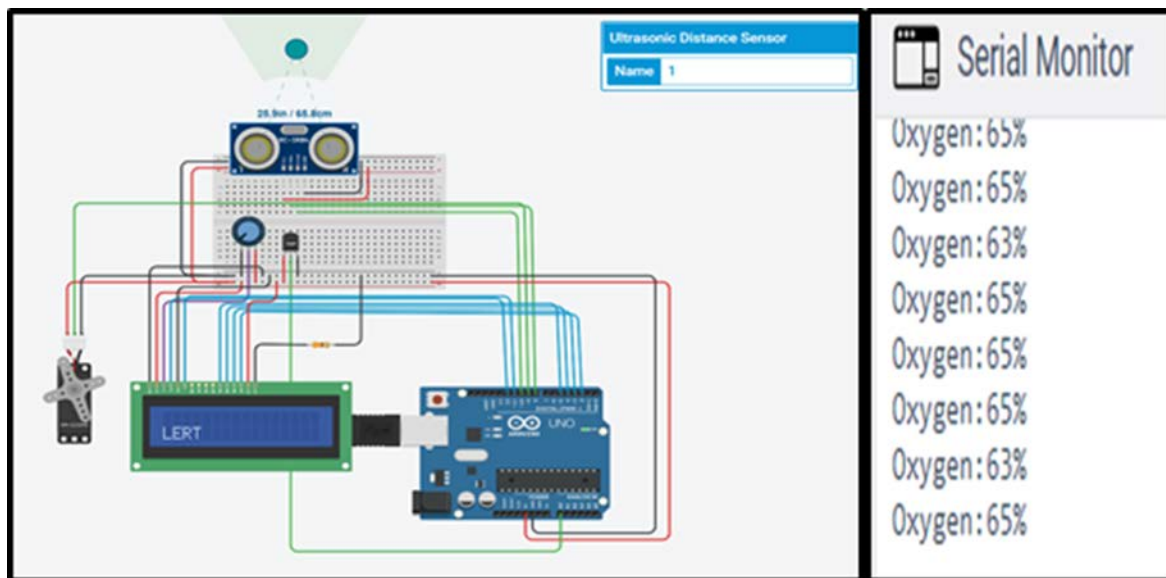 Ultrasonic Distance Sensor
Name 1
25.9in / 65.8cm
LERT
UNO
ARDUINO
Serial Monitor
Oxygen:65%
Oxygen:65%
Oxygen:63%
Oxygen:65%
Oxygen:65%
Oxygen:65%
Oxygen:63%
Oxygen:65%